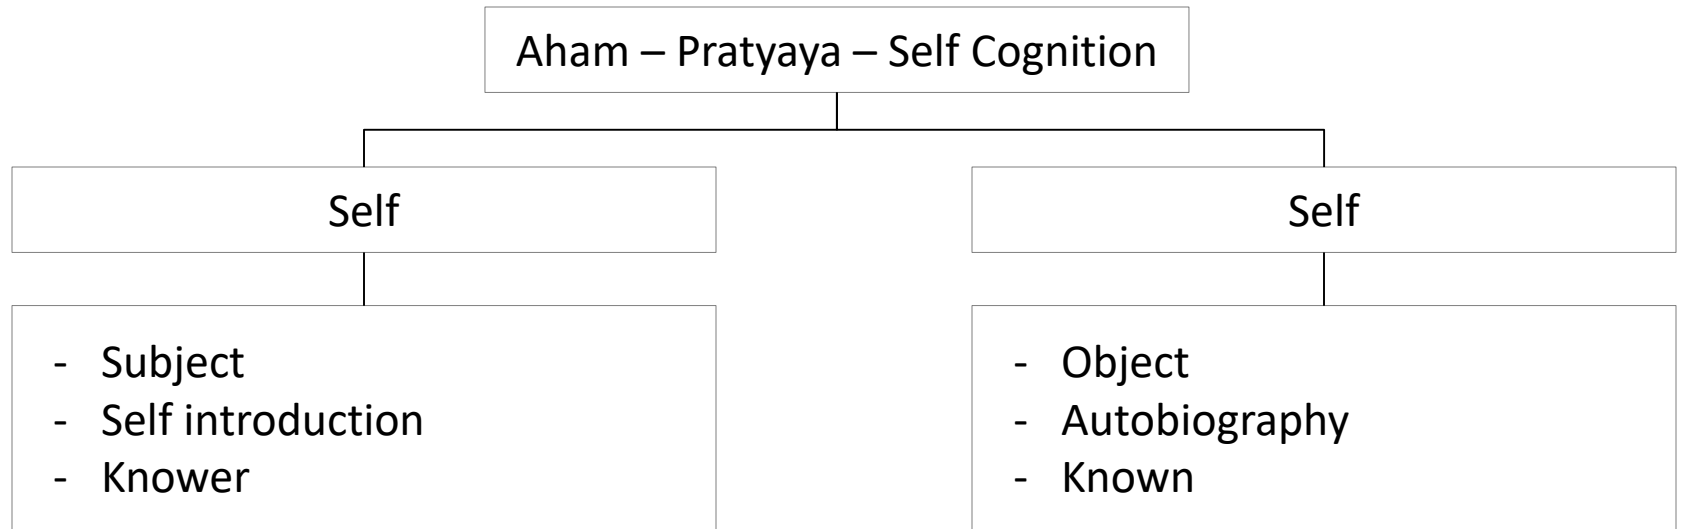 Aham – Pratyaya – Self Cognition
Self
- Subject
- Self introduction
- Knower
Self
- Object
- Autobiography
- Known